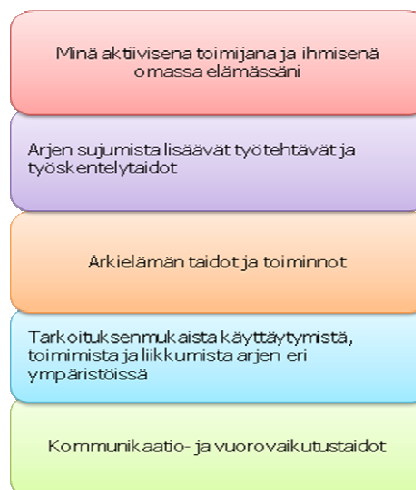 Minä aktiivisena toimijana ja ihmisenä
omassa elämässäni
Arjen sujumista lisäävät työtehtävät ja
työskentelytaidot
Arkielämän taidot ja toiminnot
Tarkoituksenmukaista käyttäytymistä,
toimimista ja liikkumista arjen eri
ympäristöissä
Kommunikaatio- ja vuorovaikutustaidot